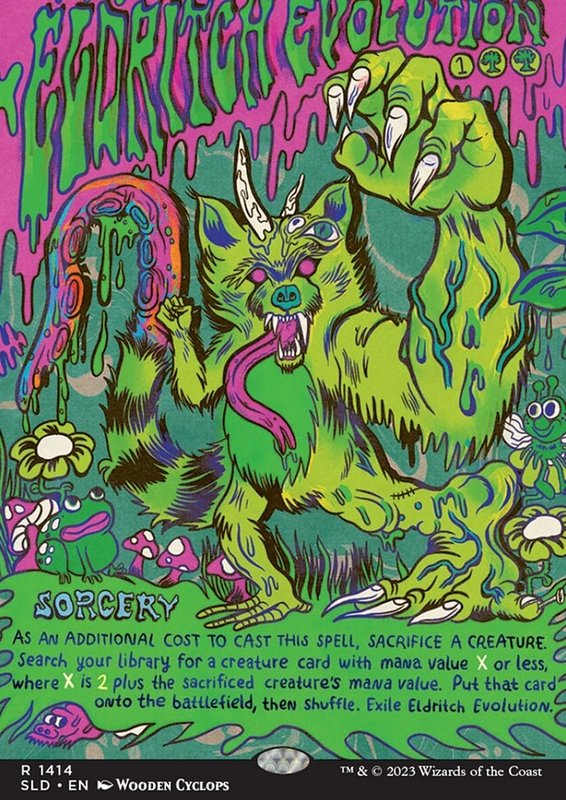 ELDRITCH EVOLUTION
1
SORCERY
AS AN ADDITIONAL COST TO CAST THIS SPELL, SACRIFICE A CREATURE.
Search your library for a creature card with mana value X or less,
where X is 2 plus the sacrificed creature's mana value. Put that card
onto the battlefield, then shuffle. Exile Eldritch Evolution.
R 1414
SLD • EN WOODEN CYCLOPS
™ & © 2023 Wizards of the Coast